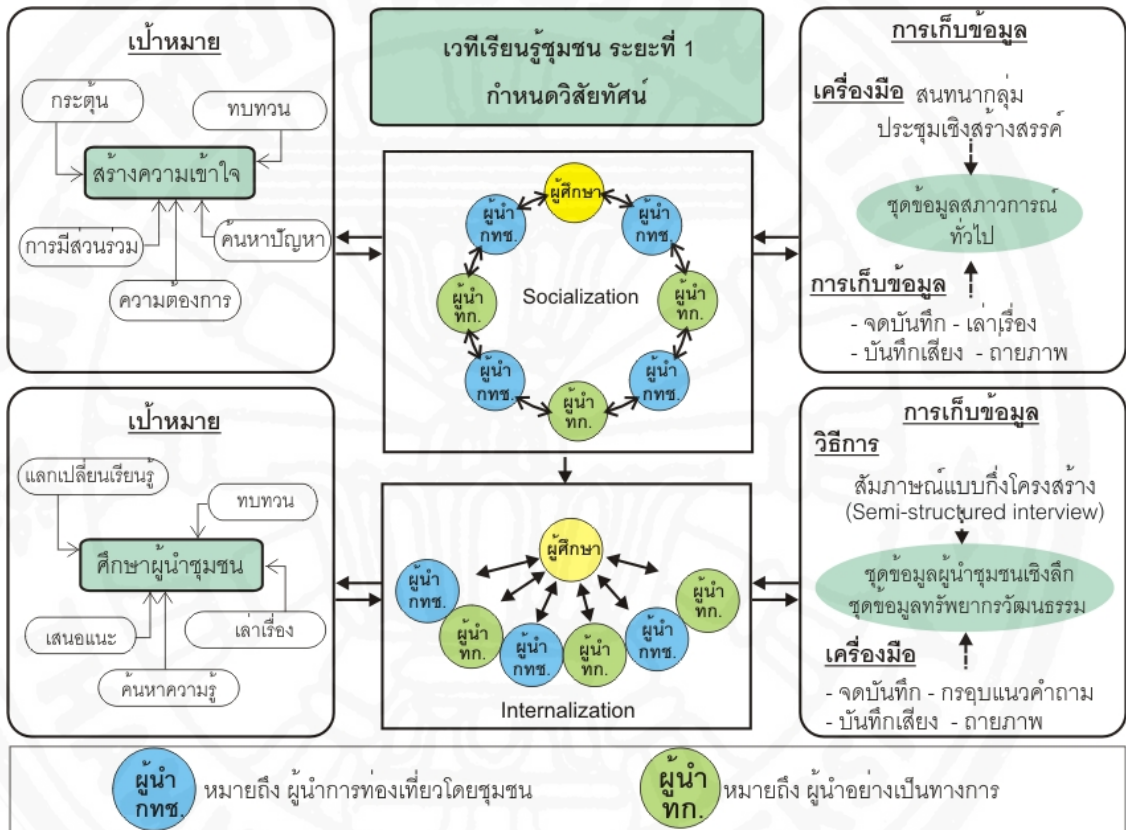 เวทีเรียนรู้ชุมชน ระยะที่ 1
กำหนดวิสัยทัศน์
เป้าหมาย
กระตุ้น
ทบทวน
สร้างความเข้าใจ
การมีส่วนร่วม
ค้นหาปัญหา
ความต้องการ
ผู้ศึกษา
ผู้นำ
กทช.
ผู้นำ
กทช.
ผู้นำ
ทก.
ผู้นำ
ทก.
Socialization
ผู้นำ
กทช.
ผู้นำ
กทช.
ผู้นำ
ทก.
การเก็บข้อมูล
เครื่องมือ สนทนากลุ่ม
ประชุมเชิงสร้างสรรค์
ชุดข้อมูลสภาวการณ์
ทั่วไป
การเก็บข้อมูล
- จดบันทึก - เล่าเรื่อง
- บันทึกเสียง - ถ่ายภาพ
เป้าหมาย
แลกเปลี่ยนเรียนรู้
ทบทวน
ศึกษาผู้นำชุมชน
เสนอแนะ
เล่าเรื่อง
ค้นหาความรู้
ผู้ศึกษา
ผู้นำ
กทช.
ผู้นำ
ทก.
ผู้นำ
กทช.
ผู้นำ
ทก.
ผู้นำ
กทช.
ผู้นำ
ทก.
Internalization
การเก็บข้อมูล
วิธีการ
สัมภาษณ์แบบกึ่งโครงสร้าง
(Semi-structured interview)
ชุดข้อมูลผู้นำชุมชนเชิงลึก
ชุดข้อมูลทรัพยากรวัฒนธรรม
เครื่องมือ
- จดบันทึก - กรอบแนวคำถาม
- บันทึกเสียง - ถ่ายภาพ
ผู้นำ
กทช.
หมายถึง ผู้นำการท่องเที่ยวโดยชุมชน
ผู้นำ
ทก.
หมายถึง ผู้นำอย่างเป็นทางการ